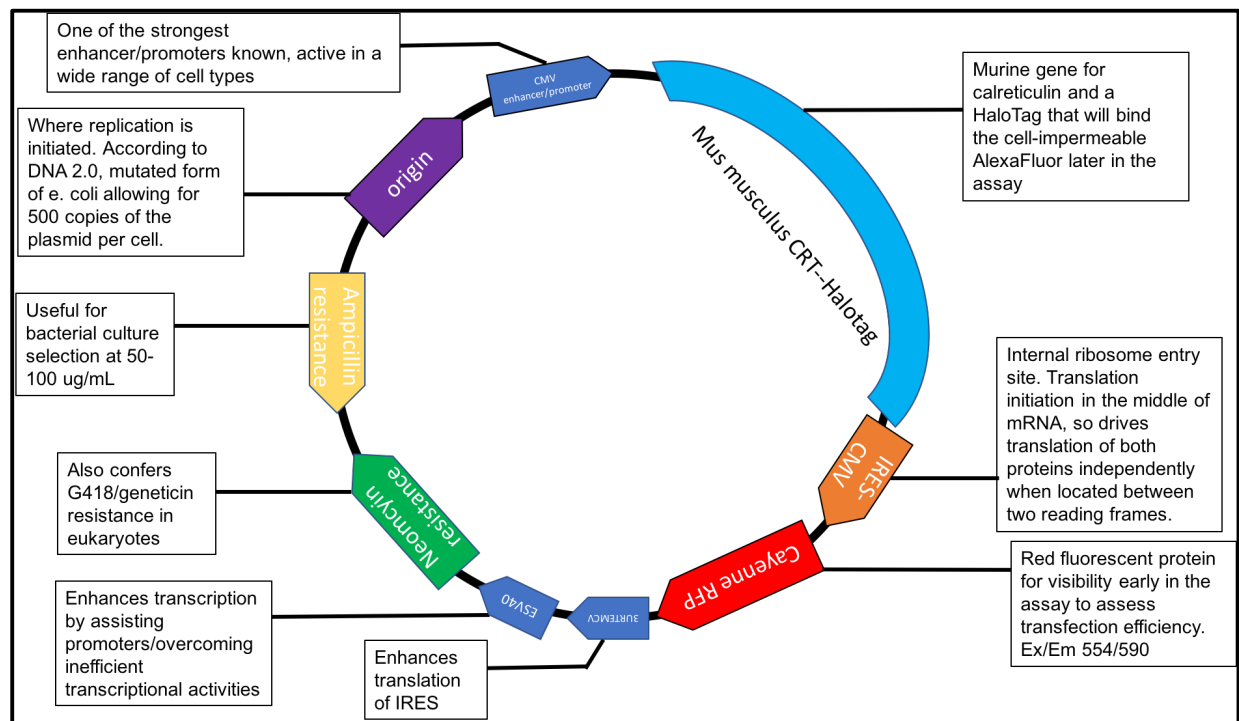 One of the strongest
enhancer/promoters known, active in a
wide range of cell types
CMV
enhancer/promoter
Murine gene for
calreticulin and a
HaloTag that will bind
the cell-impermeable
AlexaFluor later in the
assay
Mus musculus CRT--Halotag
Where replication is
initiated. According to
DNA 2.0, mutated form
of e. coli allowing for
500 copies of the
plasmid per cell.
origin
Useful for
bacterial culture
selection at 50-
100 ug/mL
Ampicillin
resistance
Internal ribosome entry
site. Translation
initiation in the middle of
mRNA, so drives
translation of both
proteins independently
when located between
two reading frames.
IRES-
CMV
Also confers
G418/geneticin
resistance in
eukaryotes
Neomcyin
resistance
Cayenne RFP
Red fluorescent protein
for visibility early in the
assay to assess
transfection efficiency.
Ex/Em 554/590
Enhances transcription
by assisting
promoters/overcoming
inefficient
transcriptional activities
ESV40
3URTEMCV
Enhances
translation
of IRES